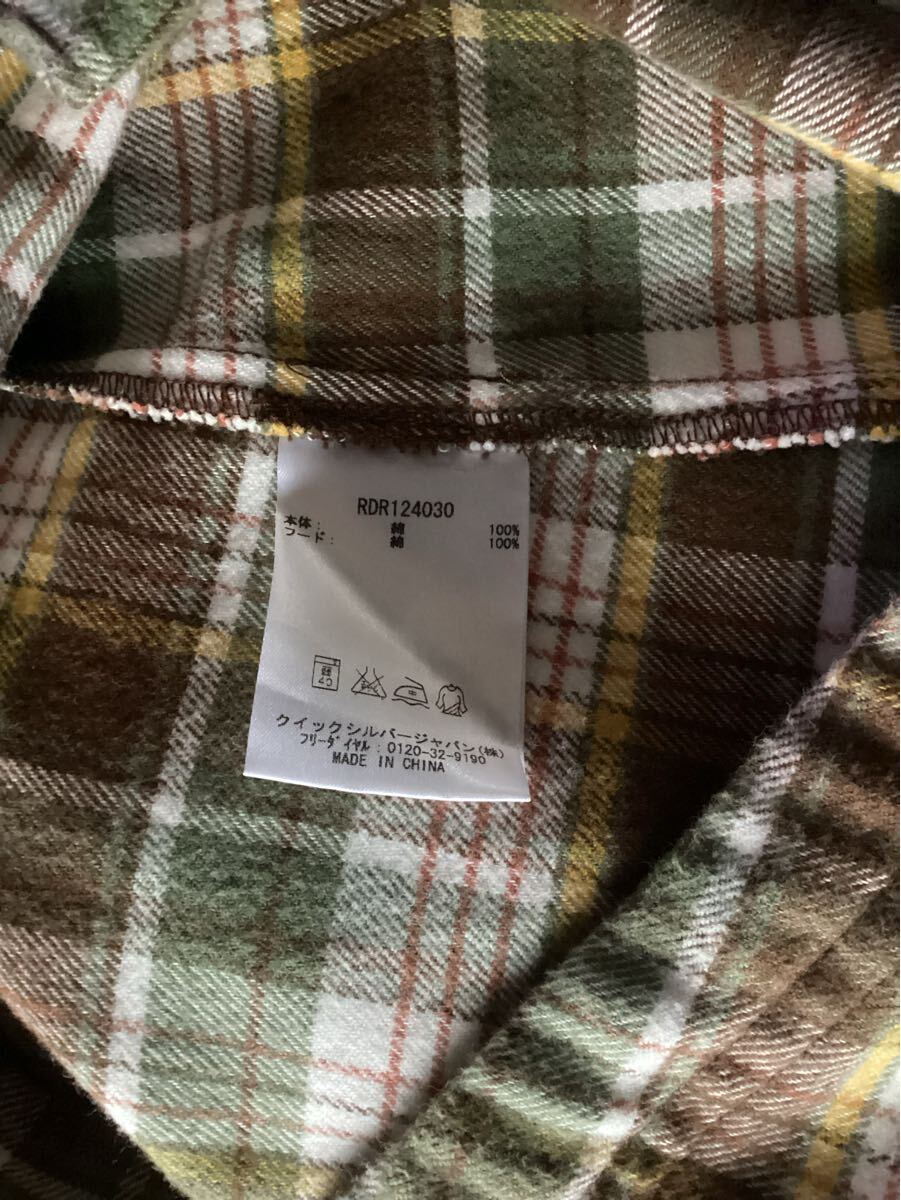 RDR124030
本体: 綿 100%
フード: 綿 100%
中
クイックシルバージャパン(株)
フリーダイヤル: 0120-32-9190
MADE IN CHINA